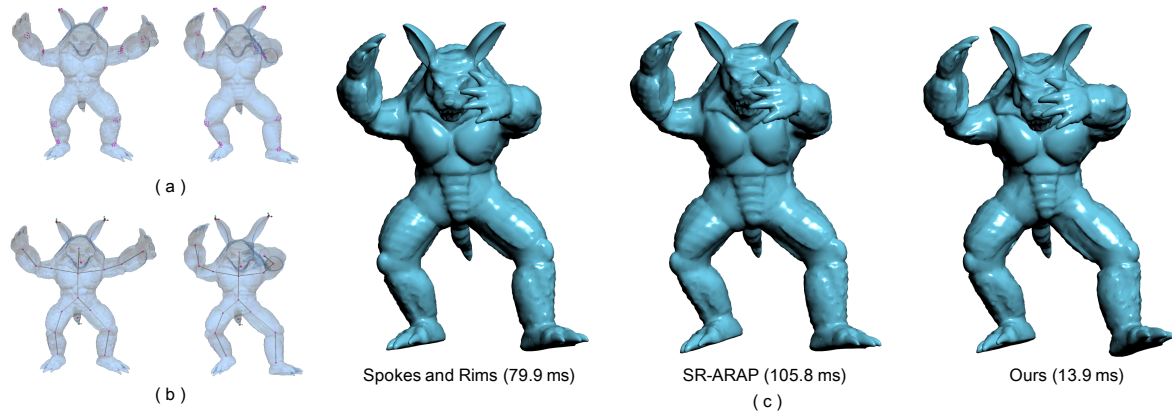 ( a )
( b )
Spokes and Rims (79.9 ms)
SR-ARAP (105.8 ms)
Ours (13.9 ms)
( c )